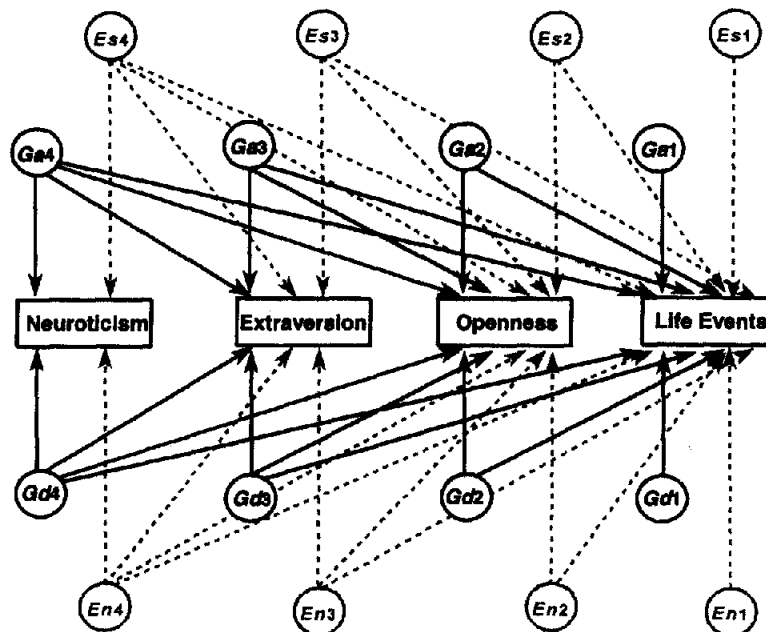 Es4 Es3 Es2 Es1
Ga4 Ga3 Ga2 Ga1
Neuroticism Extraversion Openness Life Events
Gd4 Gd3 Gd2 Gd1
En4 En3 En2 En1